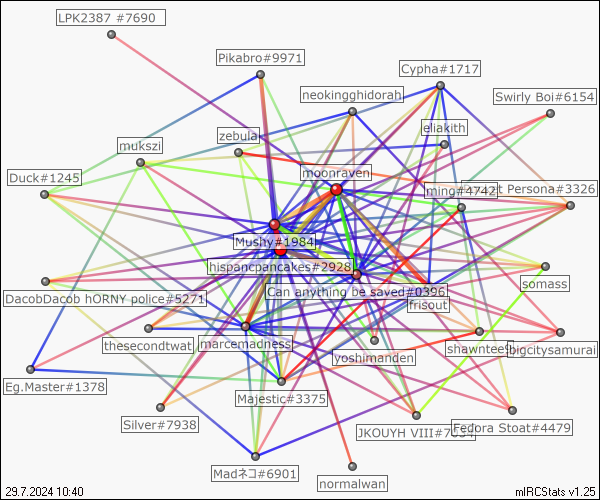 LPK2387 #7690
Pikabro#9971
Cypha#1717
neokingghidorah
Swirly Boi#6154
eliakith
zebulai
mukszi
moonraven
Duck#1245
ming#4742
t Persona#3326
Mushy#1984
hispancpancakes#2928
somass
Can anything be saved#0396
DacobDacob hORNY police#5271
frisout
thesecondtwat
marcemadness
yoshimanden
shawntee
bigcitysamurai
Eg.Master#1378
Majestic#3375
Silver#7938
JKOUYH VIII#7
Fedora Stoat#4479
Madネコ#6901
normalwan
29.7.2024 10:40
mIRCStats v1.25